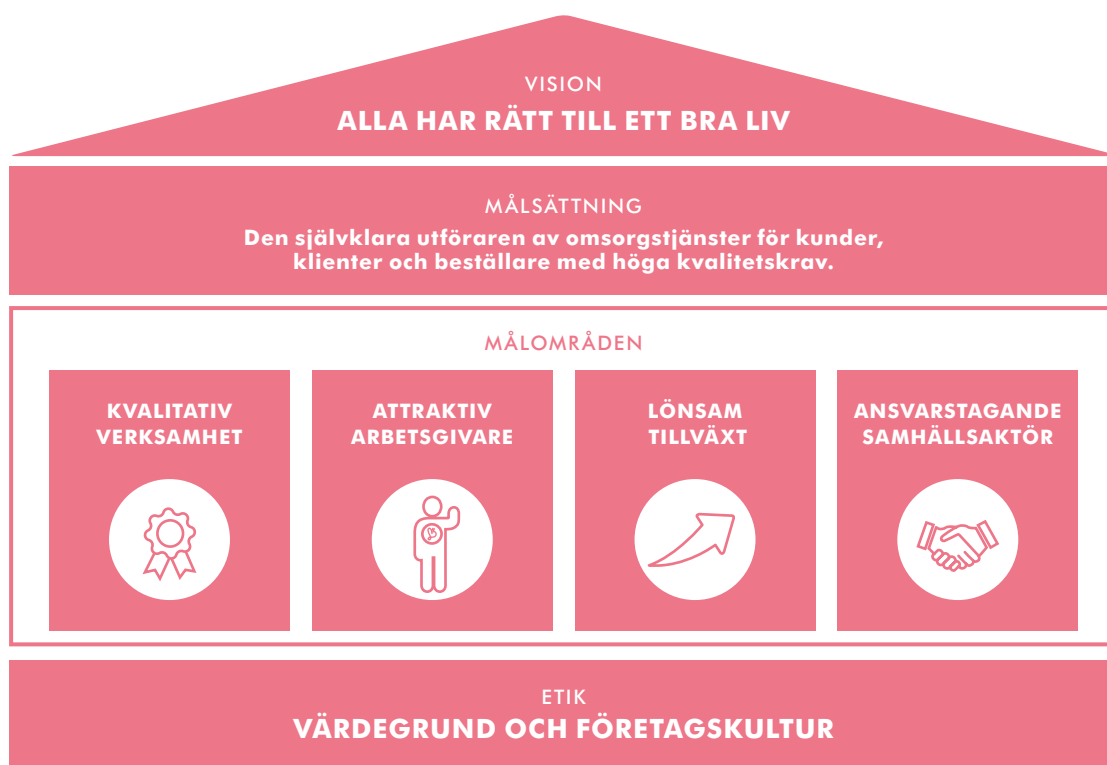 VISION
ALLA HAR RÄTT TILL ETT BRA LIV
MÅLSÄTTNING
Den självklara utföraren av omsorgstjänster för kunder,
klienter och beställare med höga kvalitetskrav.
MÅLOMRÅDEN
KVALITATIV
VERKSAMHET
ATTRAKTIV
ARBETSGIVARE
LÖNSAM
TILLVÄXT
ANSVARSTAGANDE
SAMHÄLLSAKTÖR
ETIK
VÄRDEGRUND OCH FÖRETAGSKULTUR